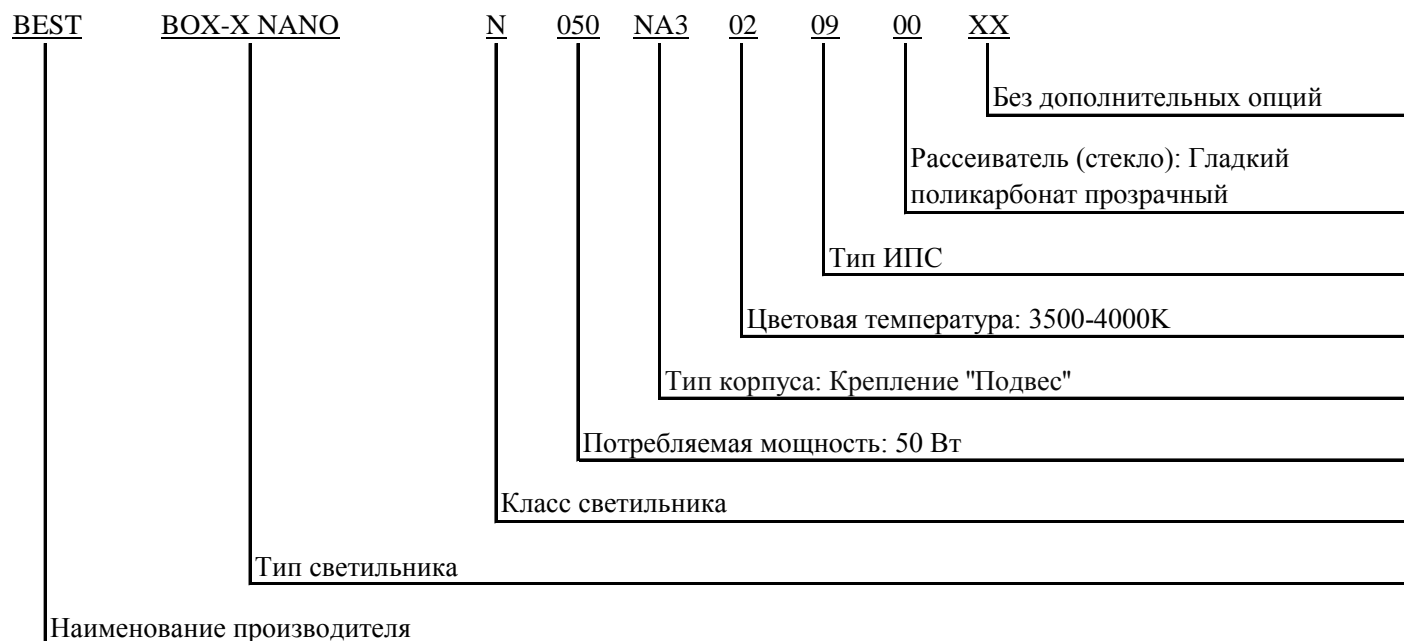 BEST BOX-X NANO N 050 NA3 02 09 00 XX
Без дополнительных опций
Рассеиватель (стекло): Гладкий
поликарбонат прозрачный
Тип ИПС
Цветовая температура: 3500-4000K
Тип корпуса: Крепление "Подвес"
Потребляемая мощность: 50 Вт
Класс светильника
Тип светильника
Наименование производителя